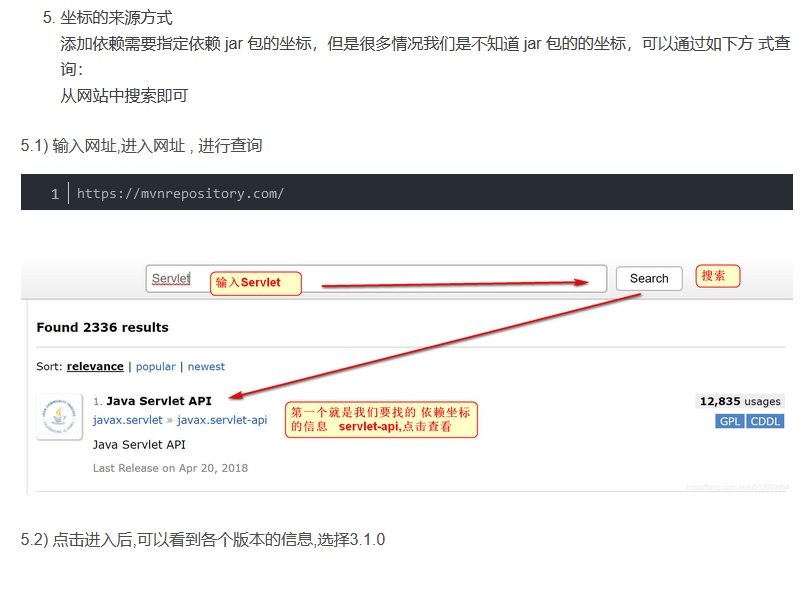 5. 坐标的来源方式
添加依赖需要指定依赖 jar 包的坐标，但是很多情况我们是不知道 jar 包的的坐标，可以通过如下方 式查
询：
从网站中搜索即可
5.1) 输入网址,进入网址 , 进行查询
1 https://mvnrepository.com/
Servlet 输入Servlet Search 搜索
Found 2336 results
Sort: relevance | popular | newest
1. Java Servlet API
12,835 usages
javax.servlet » javax.servlet-api
GPL CDDL
第一个就是我们要找的 依赖坐标
的信息 servlet-api,点击查看
Java Servlet API
Last Release on Apr 20, 2018
5.2) 点击进入后,可以看到各个版本的信息,选择3.1.0